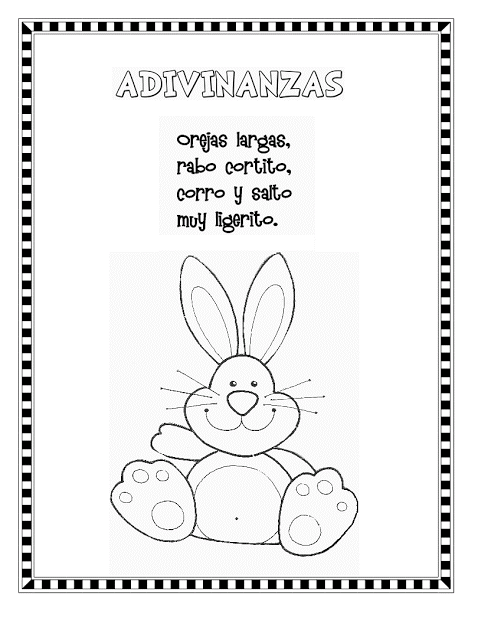 ADIVINANZAS
Orejas largas,
rabo cortito,
corro y salto
muy ligerito.